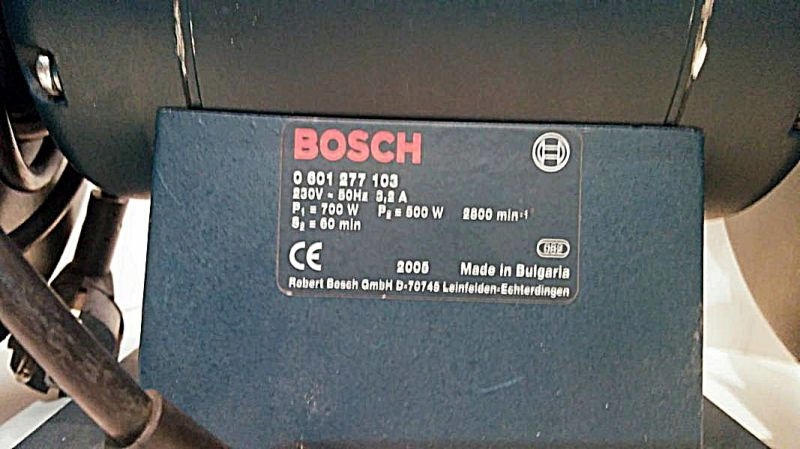 BOSCH
0 601 277 103
230V ~ 50Hz 3,2 A
P₁ = 700 W P₂ = 500 W 2800 min-¹
S₂ = 60 min
CE 2005 Made in Bulgaria
Robert Bosch GmbH D-70745 Leinfelden-Echterdingen